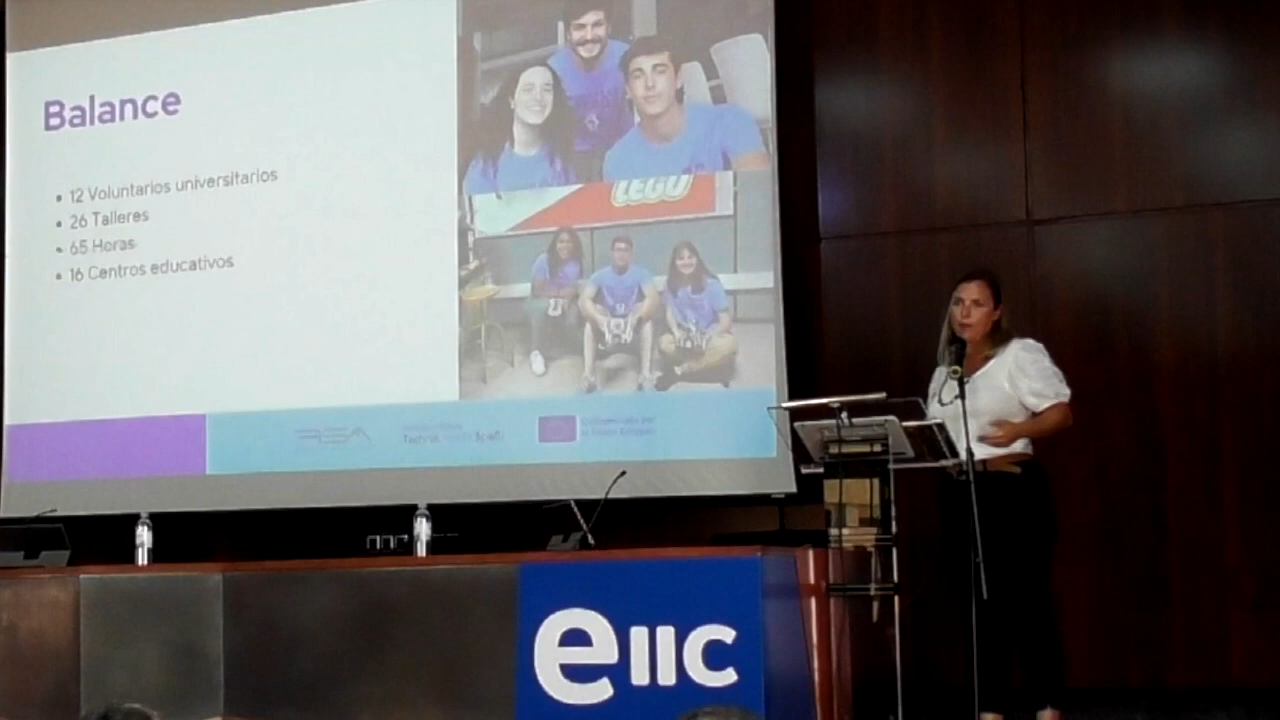 Balance
• 12 Voluntarios universitarios
• 26 Talleres
• 65 Horas
• 16 Centros educativos
LEGO
eiic